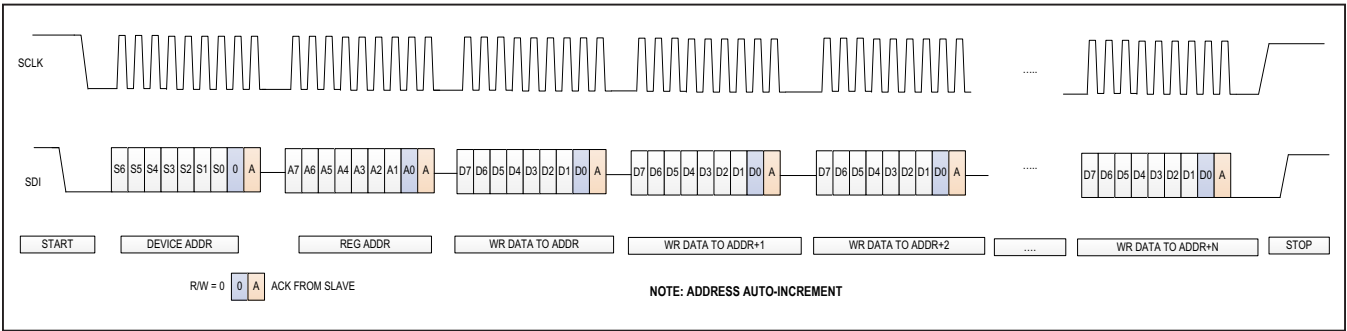 SCLK
.....
SDI
S6 S5 S4 S3 S2 S1 S0 0 A
A7 A6 A5 A4 A3 A2 A1 A0 A
D7 D6 D5 D4 D3 D2 D1 D0 A
D7 D6 D5 D4 D3 D2 D1 D0 A
D7 D6 D5 D4 D3 D2 D1 D0 A
.....
D7 D6 D5 D4 D3 D2 D1 D0 A
START
DEVICE ADDR
REG ADDR
WR DATA TO ADDR
WR DATA TO ADDR+1
WR DATA TO ADDR+2
....
WR DATA TO ADDR+N
STOP
R/W = 0 0 A ACK FROM SLAVE
NOTE: ADDRESS AUTO-INCREMENT